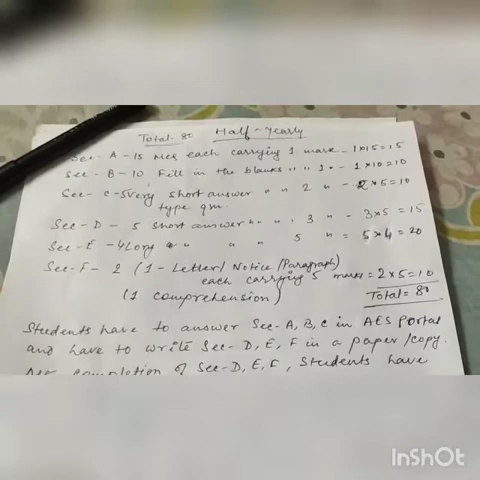 Total- 80 Half-Yearly
Sec- A - 15 MCQ each carrying 1 mark - 1×15=15
Sec- B - 10 Fill in the blanks " " 1 " - 1×10=10
Sec- C - 5 Very Short answer " " 2 " - 2×5=10
type qsn.
Sec- D - 5 Short answer " " " 3 " - 3×5 = 15
Sec- E - 4 Long " " " 5 " = 5×4=20
Sec- F- 2 (1-Letter/Notice/Paragraph)
each carrying 5 marks = 2×5=10
(1 comprehension)
Total= 80
Students have to answer Sec-A, B, C in AES Portal
and have to write Sec-D, E, F in a paper/copy.
completion of Sec-D, E, F, Students have
InShOt